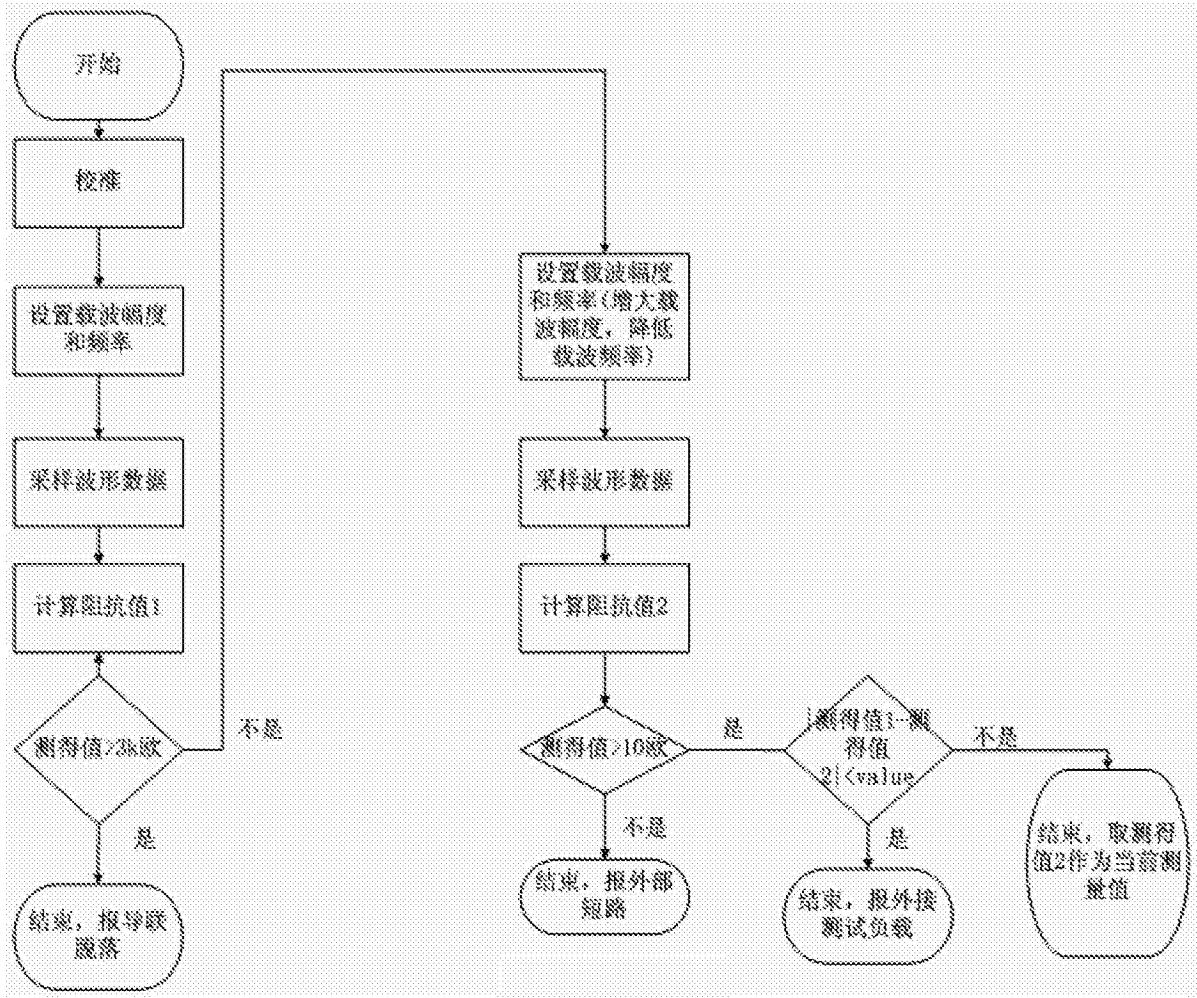 开始
校准
设置载波幅度
和频率
采样波形数据
计算阻抗值1
测得值>3k欧
不是
是
结束，报导联
脱落
设置载波幅度
和频率(增大载
波幅度，降低
载波频率)
采样波形数据
计算阻抗值2
测得值>10欧
是
不是
结束，报外部
短路
|测得值1-测
得值
2|<value
不是
是
结束，报外接
测试负载
结束，取测得
值2作为当前测
量值